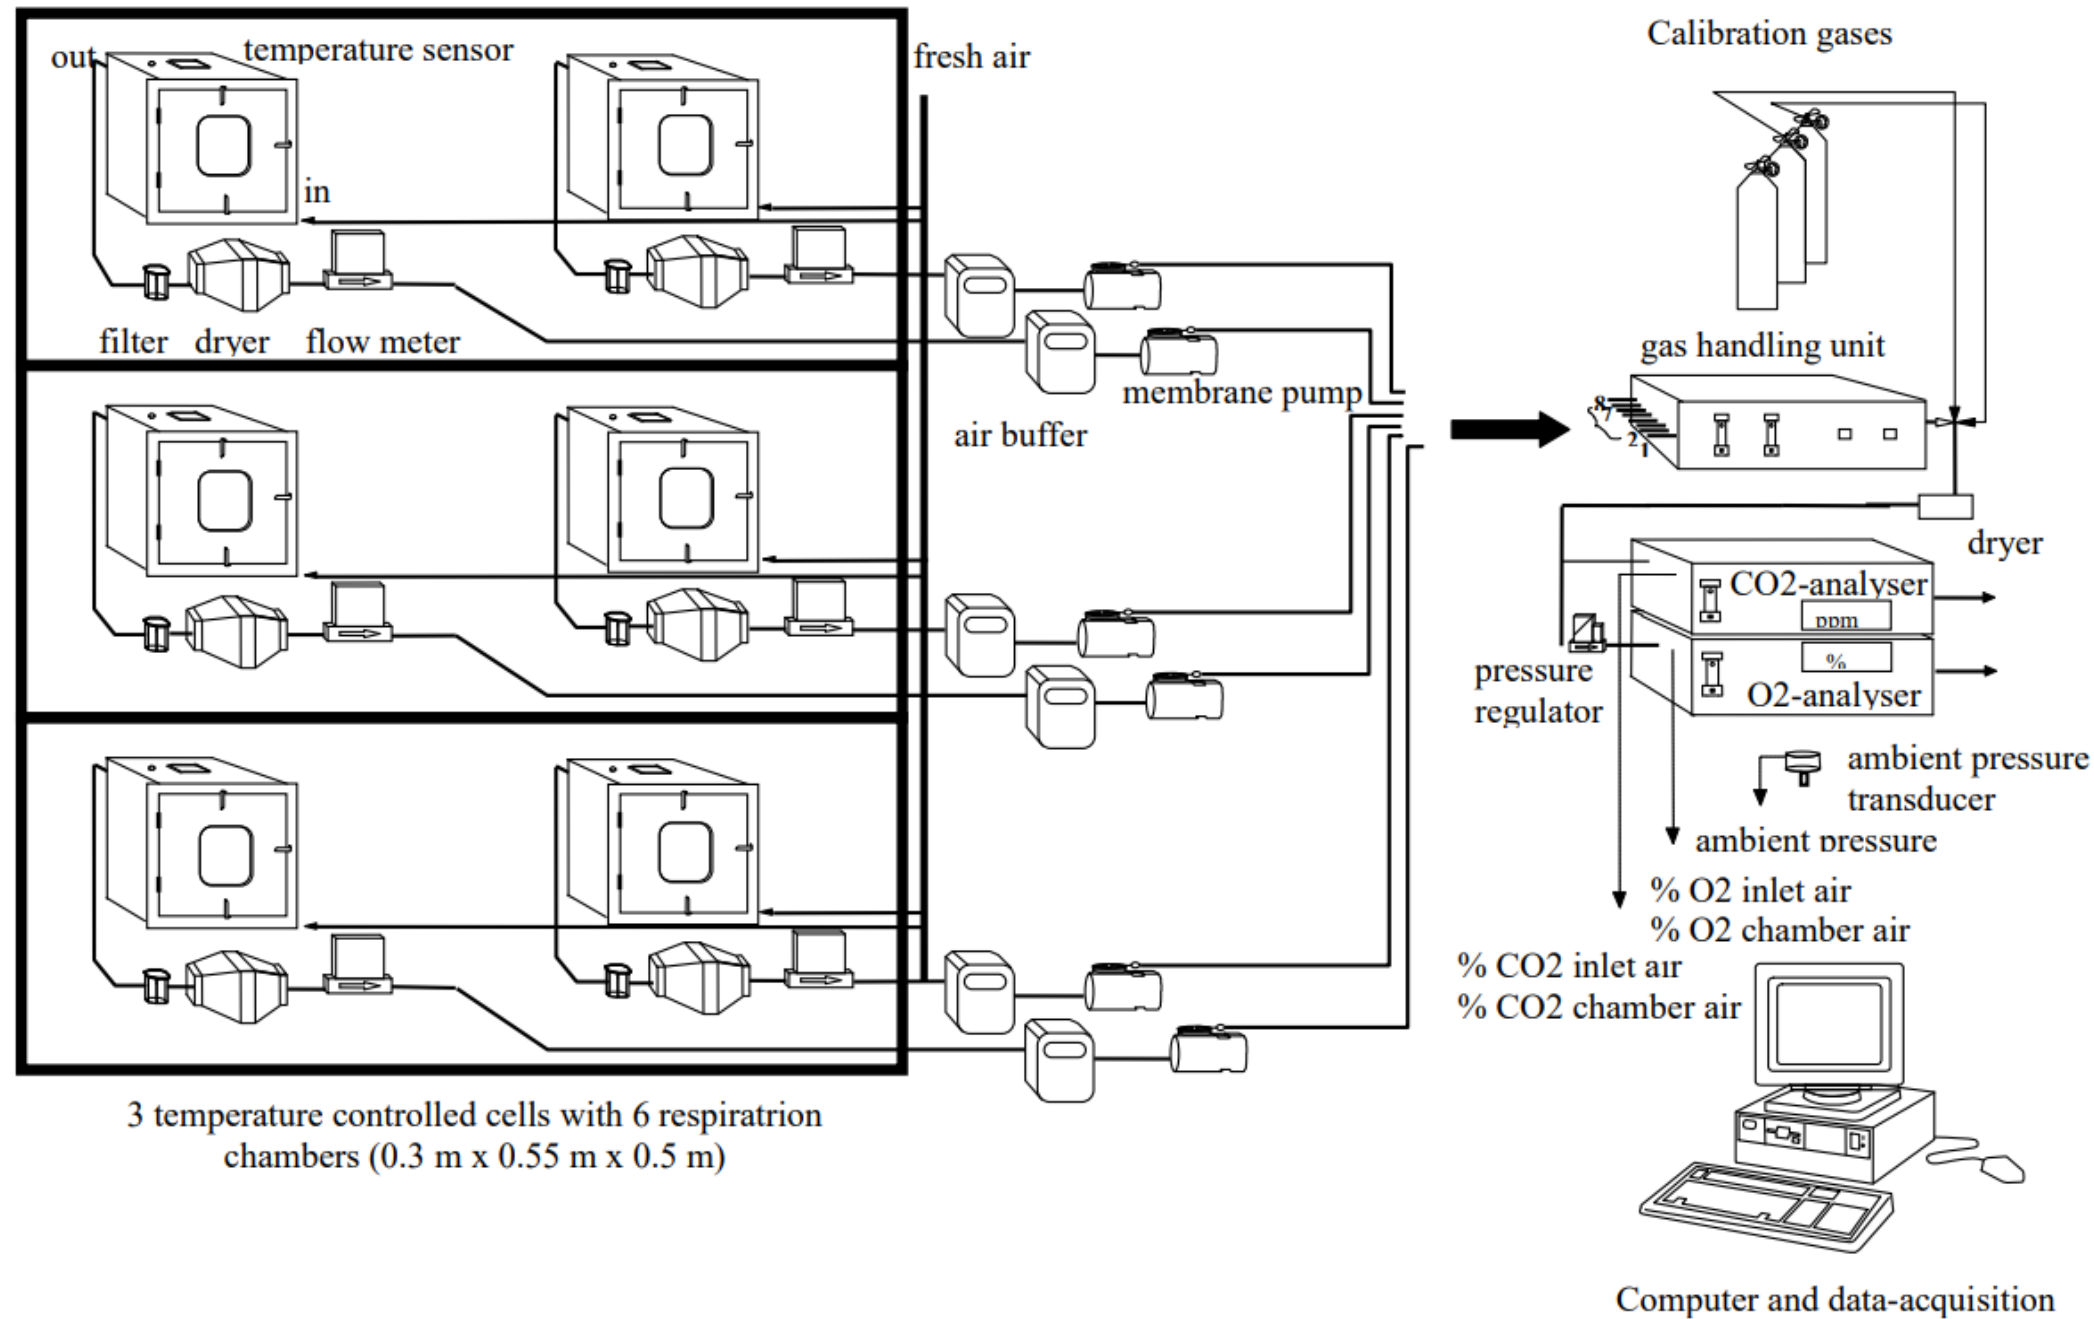 out
temperature sensor
fresh air
in
filter
dryer
flow meter
membrane pump
air buffer
3 temperature controlled cells with 6 respiratrion
chambers (0.3 m x 0.55 m x 0.5 m)
Calibration gases
gas handling unit
8
7
2
1
dryer
CO2-analyser
ppm
%
O2-analyser
pressure
regulator
ambient pressure
transducer
ambient pressure
% O2 inlet air
% O2 chamber air
% CO2 inlet air
% CO2 chamber air
Computer and data-acquisition